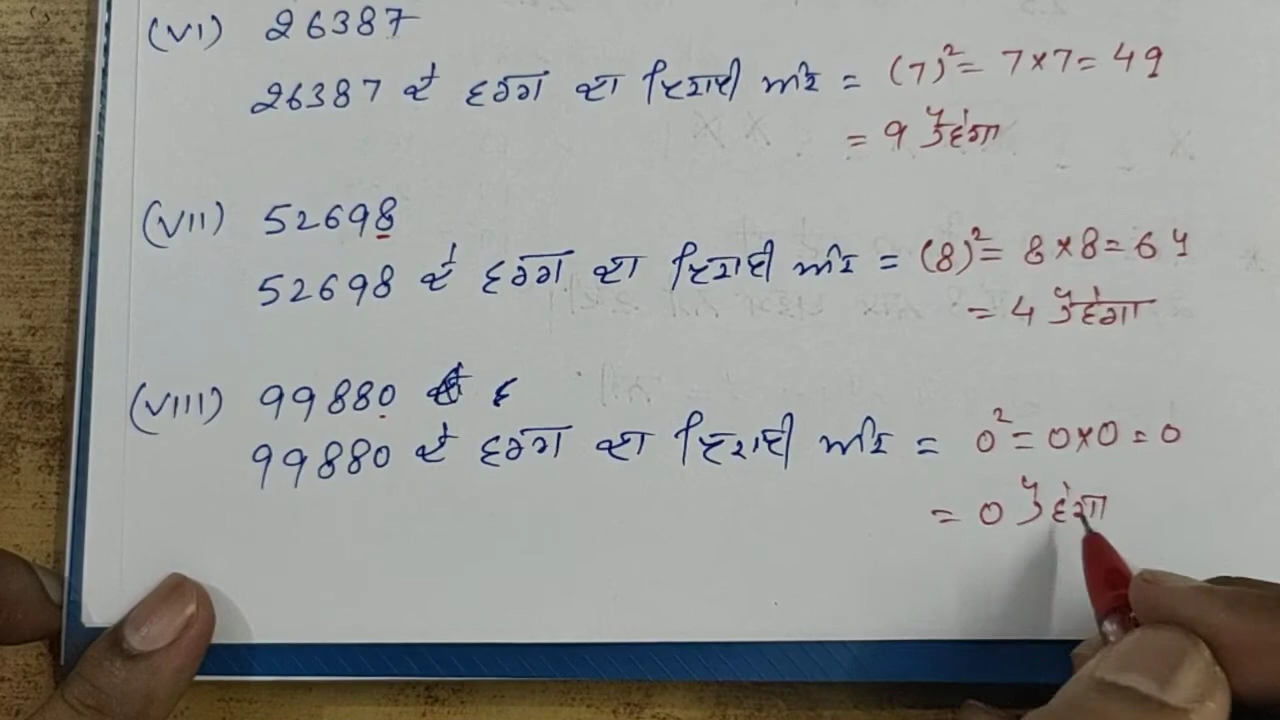 (VI) 26387
26387 ਦੇ ਵਰਗ ਦਾ ਇਕਾਈ ਅੰਕ = (7)² = 7×7 = 49
= 9 ਹੋਵੇਗਾ
(VII) 52698
52698 ਦੇ ਵਰਗ ਦਾ ਇਕਾਈ ਅੰਕ = (8)² = 8×8 = 64
= 4 ਹੋਵੇਗਾ
(VIII) 99880
99880 ਦੇ ਵਰਗ ਦਾ ਇਕਾਈ ਅੰਕ = 0² = 0×0 = 0
= 0 ਹੋਵੇਗਾ